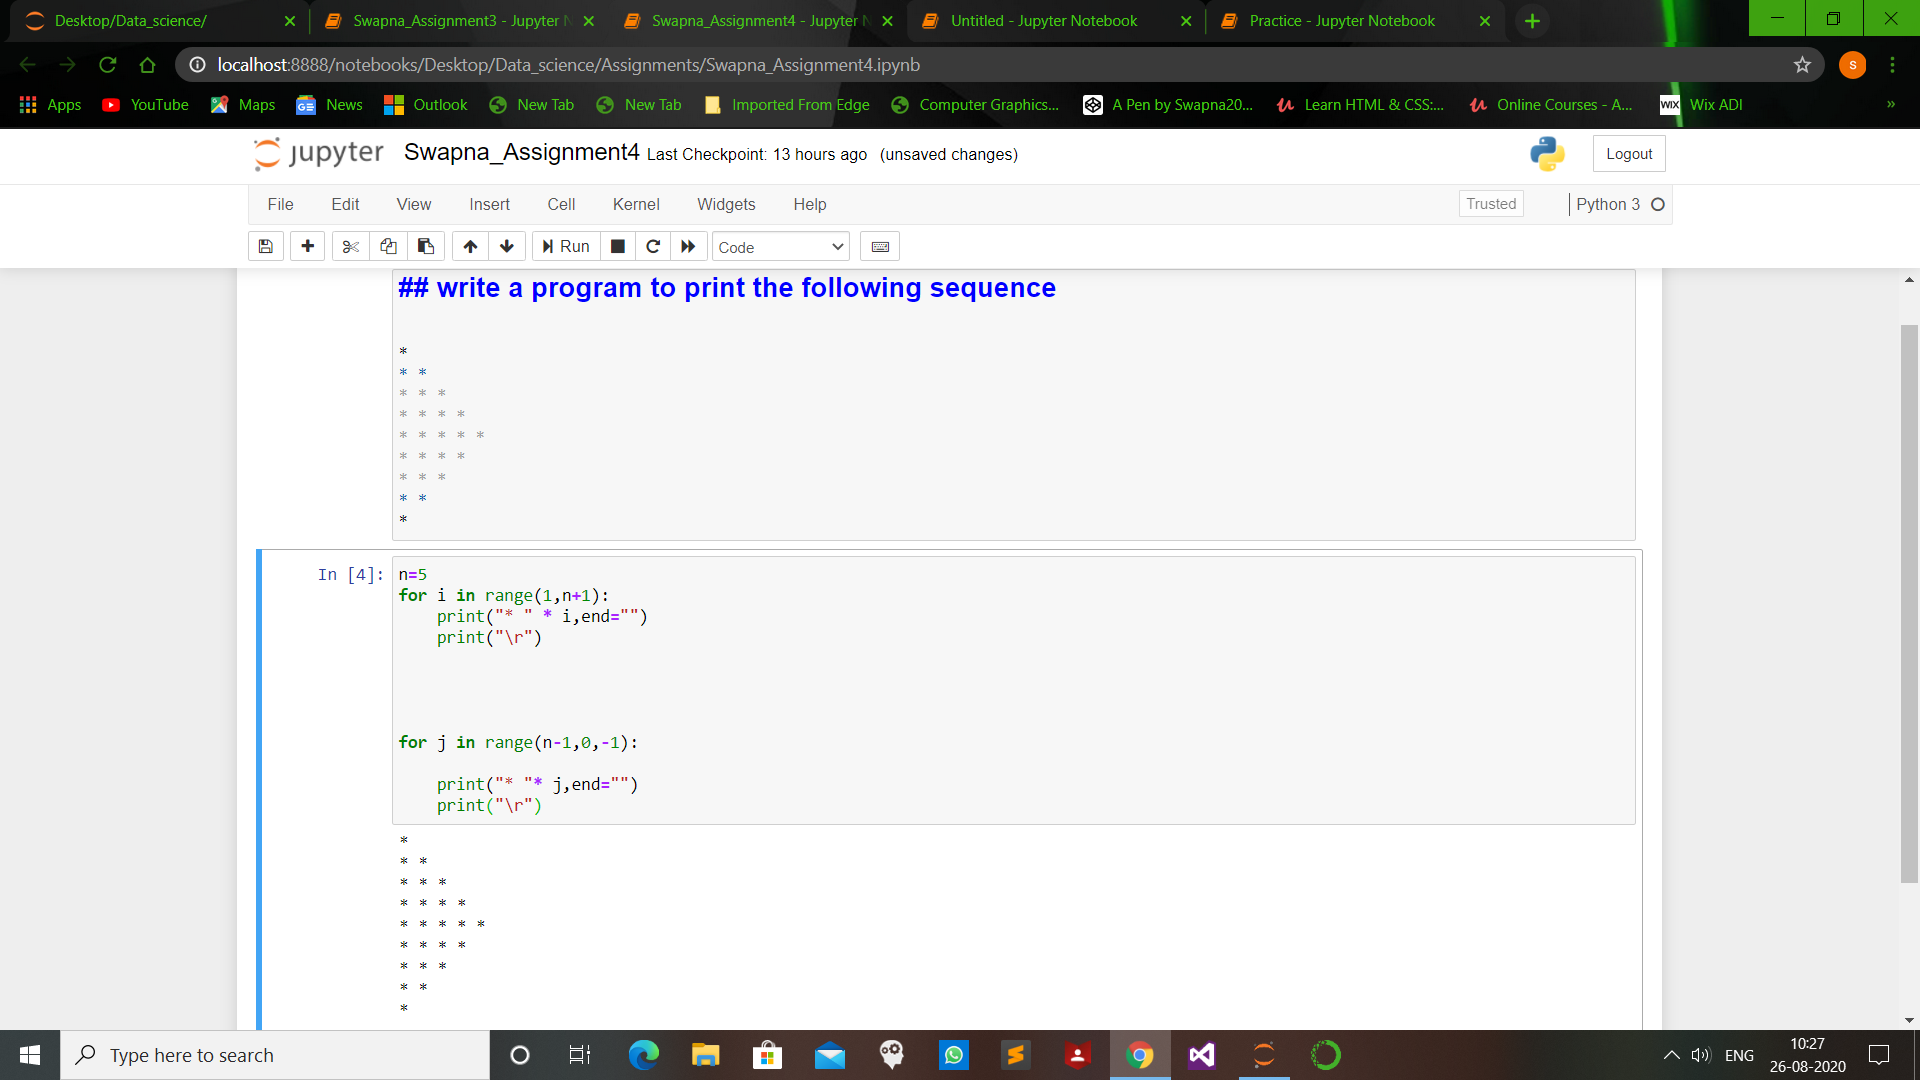 Desktop/Data_science/
Swapna_Assignment3 - Jupyter N
Swapna_Assignment4 - Jupyter N
Untitled - Jupyter Notebook
Practice - Jupyter Notebook
localhost:8888/notebooks/Desktop/Data_science/Assignments/Swapna_Assignment4.ipynb
s
Apps YouTube Maps GE News Outlook New Tab New Tab Imported From Edge Computer Graphics... A Pen by Swapna20... Learn HTML & CSS:... Online Courses - A... WIX Wix ADI »
jupyter Swapna_Assignment4 Last Checkpoint: 13 hours ago (unsaved changes) Logout
File Edit View Insert Cell Kernel Widgets Help Trusted Python 3
Run Code
## write a program to print the following sequence
*
* *
* * *
* * * *
* * * * *
* * * *
* * *
* *
*
In [4]: n=5
for i in range(1,n+1):
    print("* " * i,end="")
    print("\r")
for j in range(n-1,0,-1):
    print("* "* j,end="")
    print("\r")
*
* *
* * *
* * * *
* * * * *
* * * *
* * *
* *
*
Type here to search
ENG
10:27
26-08-2020